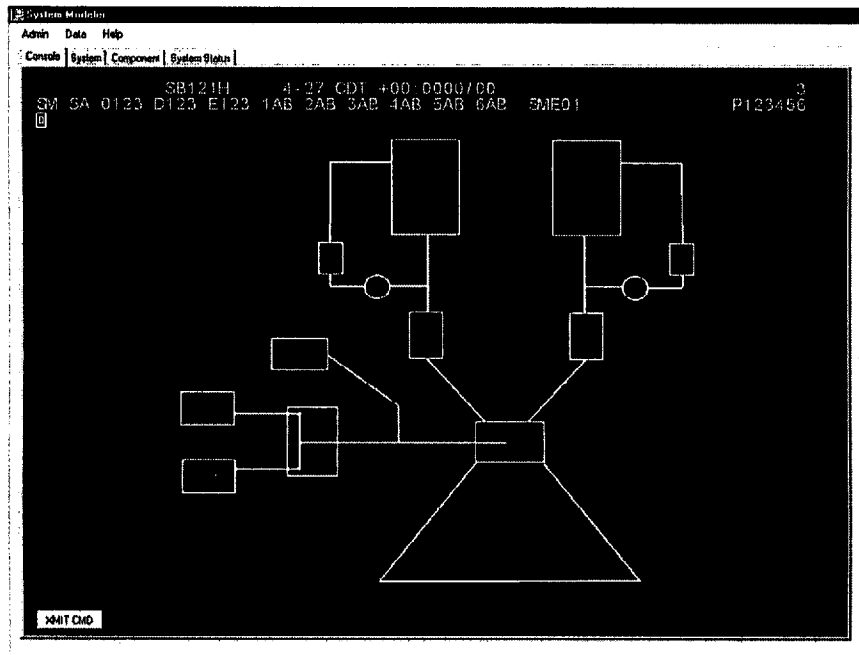 System Modeler
Admin Data Help
Console System Component System Status
SB121H 4-27 CDT +00:0000/00 3
SM SA 0123 D123 E123 1AB 2AB 3AB 4AB 5AB 6AB SME01 P123456
0
XMIT CMD